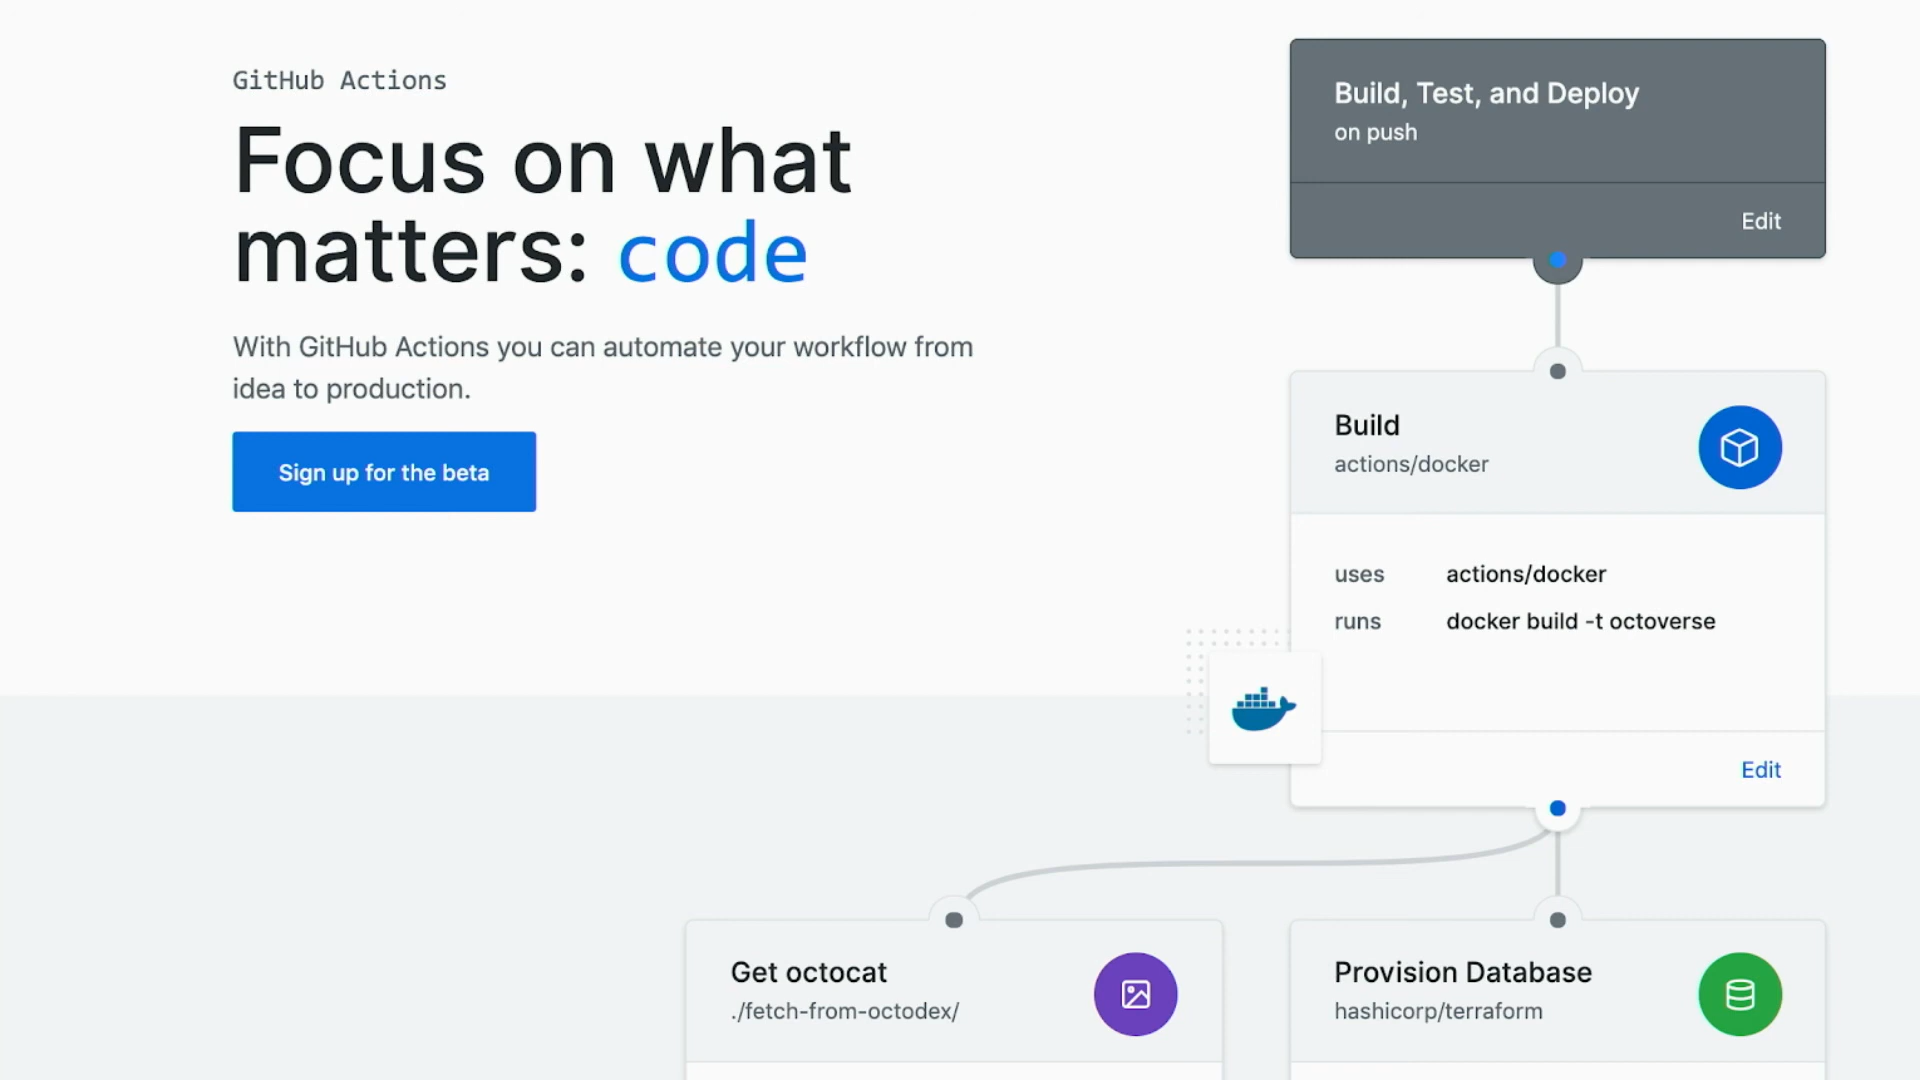 GitHub Actions
Focus on what
matters: code
With GitHub Actions you can automate your workflow from
idea to production.
Sign up for the beta
Build, Test, and Deploy
on push
Edit
Build
actions/docker
uses actions/docker
runs docker build -t octoverse
Edit
Get octocat
./fetch-from-octodex/
Provision Database
hashicorp/terraform